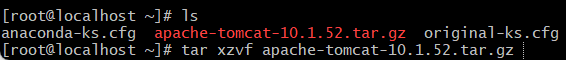 [root@localhost ~]# ls
anaconda-ks.cfg  apache-tomcat-10.1.52.tar.gz  original-ks.cfg
[root@localhost ~]# tar xzvf apache-tomcat-10.1.52.tar.gz